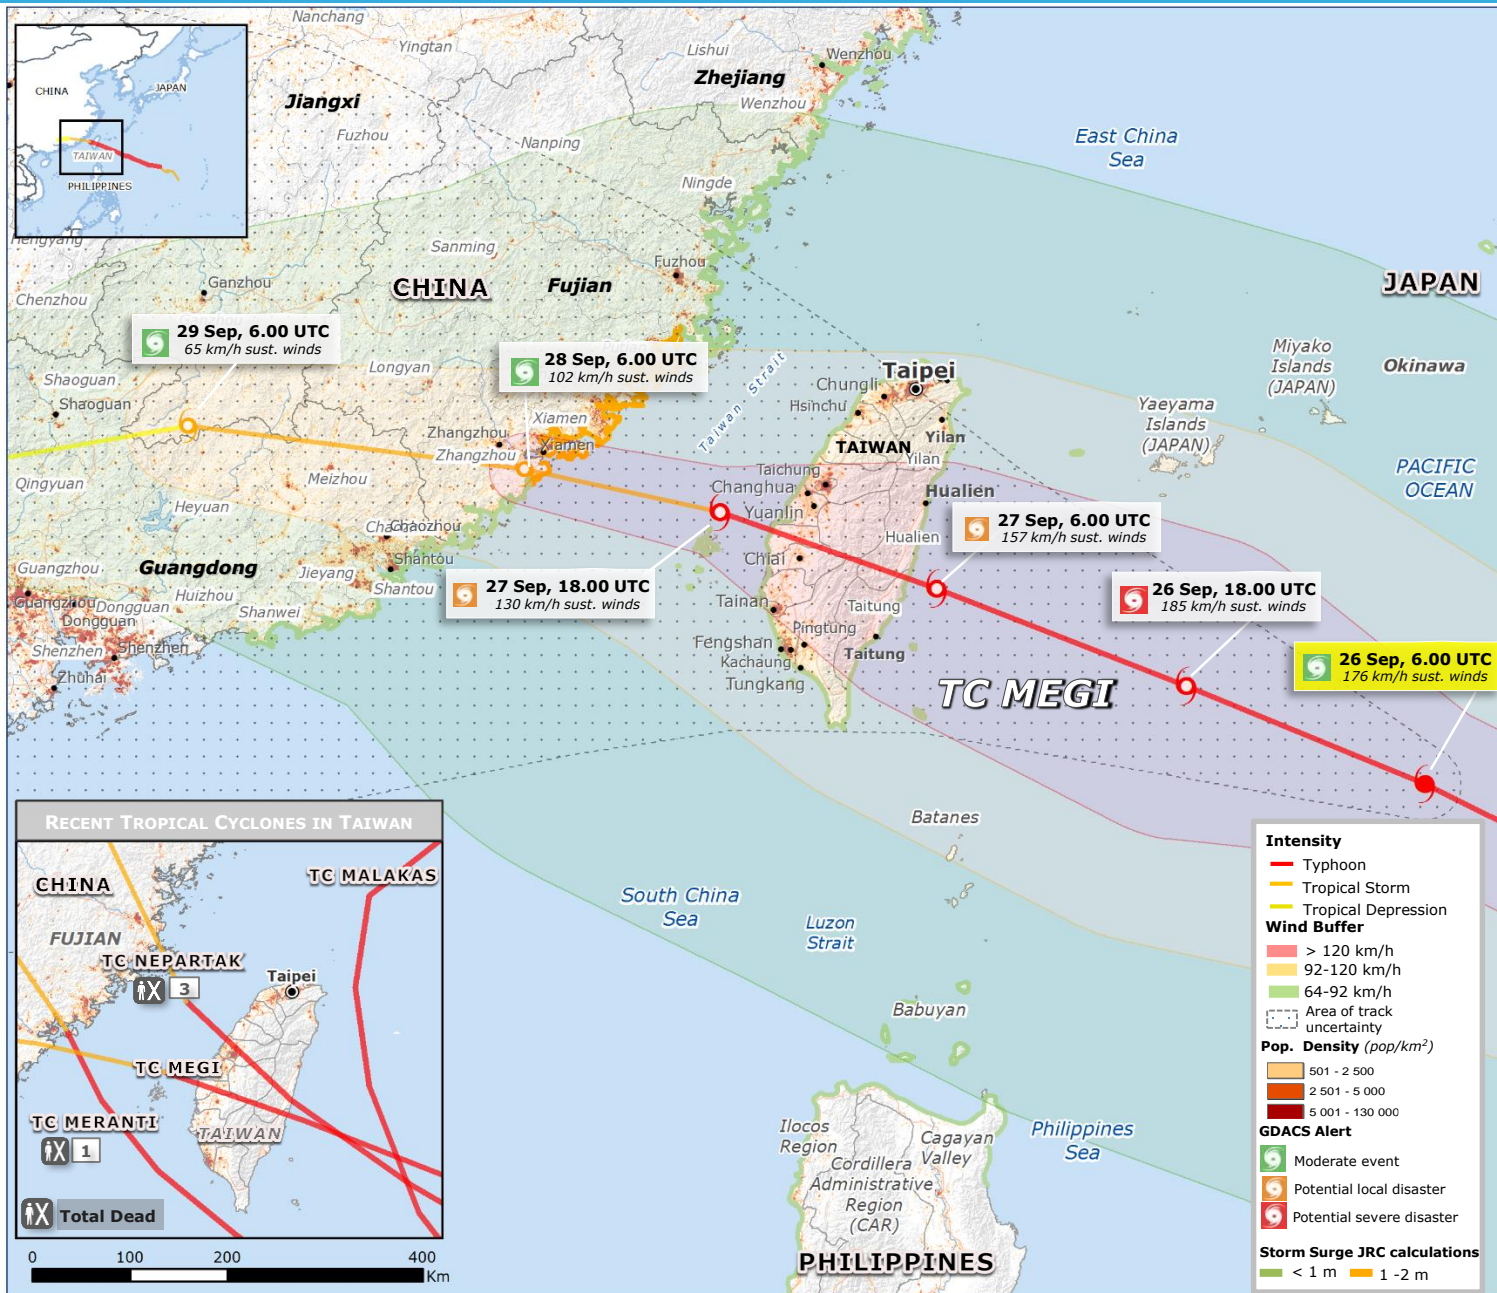 Nanchang
Yingtan
Lishui
Wenzhou
Zhejiang
Wenzhou
Jiangxi
Fuzhou
Nanping
East China
Sea
CHINA
JAPAN
TAIWAN
PHILIPPINES
Hengyang
Ningde
Sanming
Fuzhou
Ganzhou
CHINA
Fujian
JAPAN
Chenzhou
29 Sep, 6.00 UTC
65 km/h sust. winds
28 Sep, 6.00 UTC
102 km/h sust. winds
Longyan
Shaoguan
Shaoguan
Taiwan Strait
Taipei
Chungli
Hsinchu
Miyako
Islands
(JAPAN)
Okinawa
Yaeyama
Islands
(JAPAN)
Xiamen
Zhangzhou
Xiamen
Zhangzhou
Yilan
TAIWAN
Yilan
PACIFIC
OCEAN
Qingyuan
Meizhou
Taichung
Changhua
Hualien
Heyuan
Yuanlin
27 Sep, 6.00 UTC
157 km/h sust. winds
Chaozhou
Hualien
Guangdong
Shantou
Chiai
Guangzhou
Jieyang
27 Sep, 18.00 UTC
130 km/h sust. winds
26 Sep, 18.00 UTC
185 km/h sust. winds
Huizhou
Shantou
Guangzhou
Dongguan
Dongguan
Shanwei
Tainan
Taitung
Pingtung
Shenzhen
Shenzhen
Fengshan
Kachaung
Taitung
Zhuhai
Tungkang
26 Sep, 6.00 UTC
176 km/h sust. winds
TC MEGI
Batanes
South China
Sea
Luzon
Strait
Babuyan
Ilocos
Region
Cagayan
Valley
Cordillera
Administrative
Region
(CAR)
Philippines
Sea
PHILIPPINES
RECENT TROPICAL CYCLONES IN TAIWAN
CHINA
TC MALAKAS
FUJIAN
TC NEPARTAK
3
Taipei
TC MEGI
TC MERANTI
1
TAIWAN
Total Dead
0 100 200 400
Km
Intensity
Typhoon
Tropical Storm
Tropical Depression
Wind Buffer
> 120 km/h
92-120 km/h
64-92 km/h
Area of track
uncertainty
Pop. Density (pop/km²)
501 - 2 500
2 501 - 5 000
5 001 - 130 000
GDACS Alert
Moderate event
Potential local disaster
Potential severe disaster
Storm Surge JRC calculations
< 1 m 1 -2 m